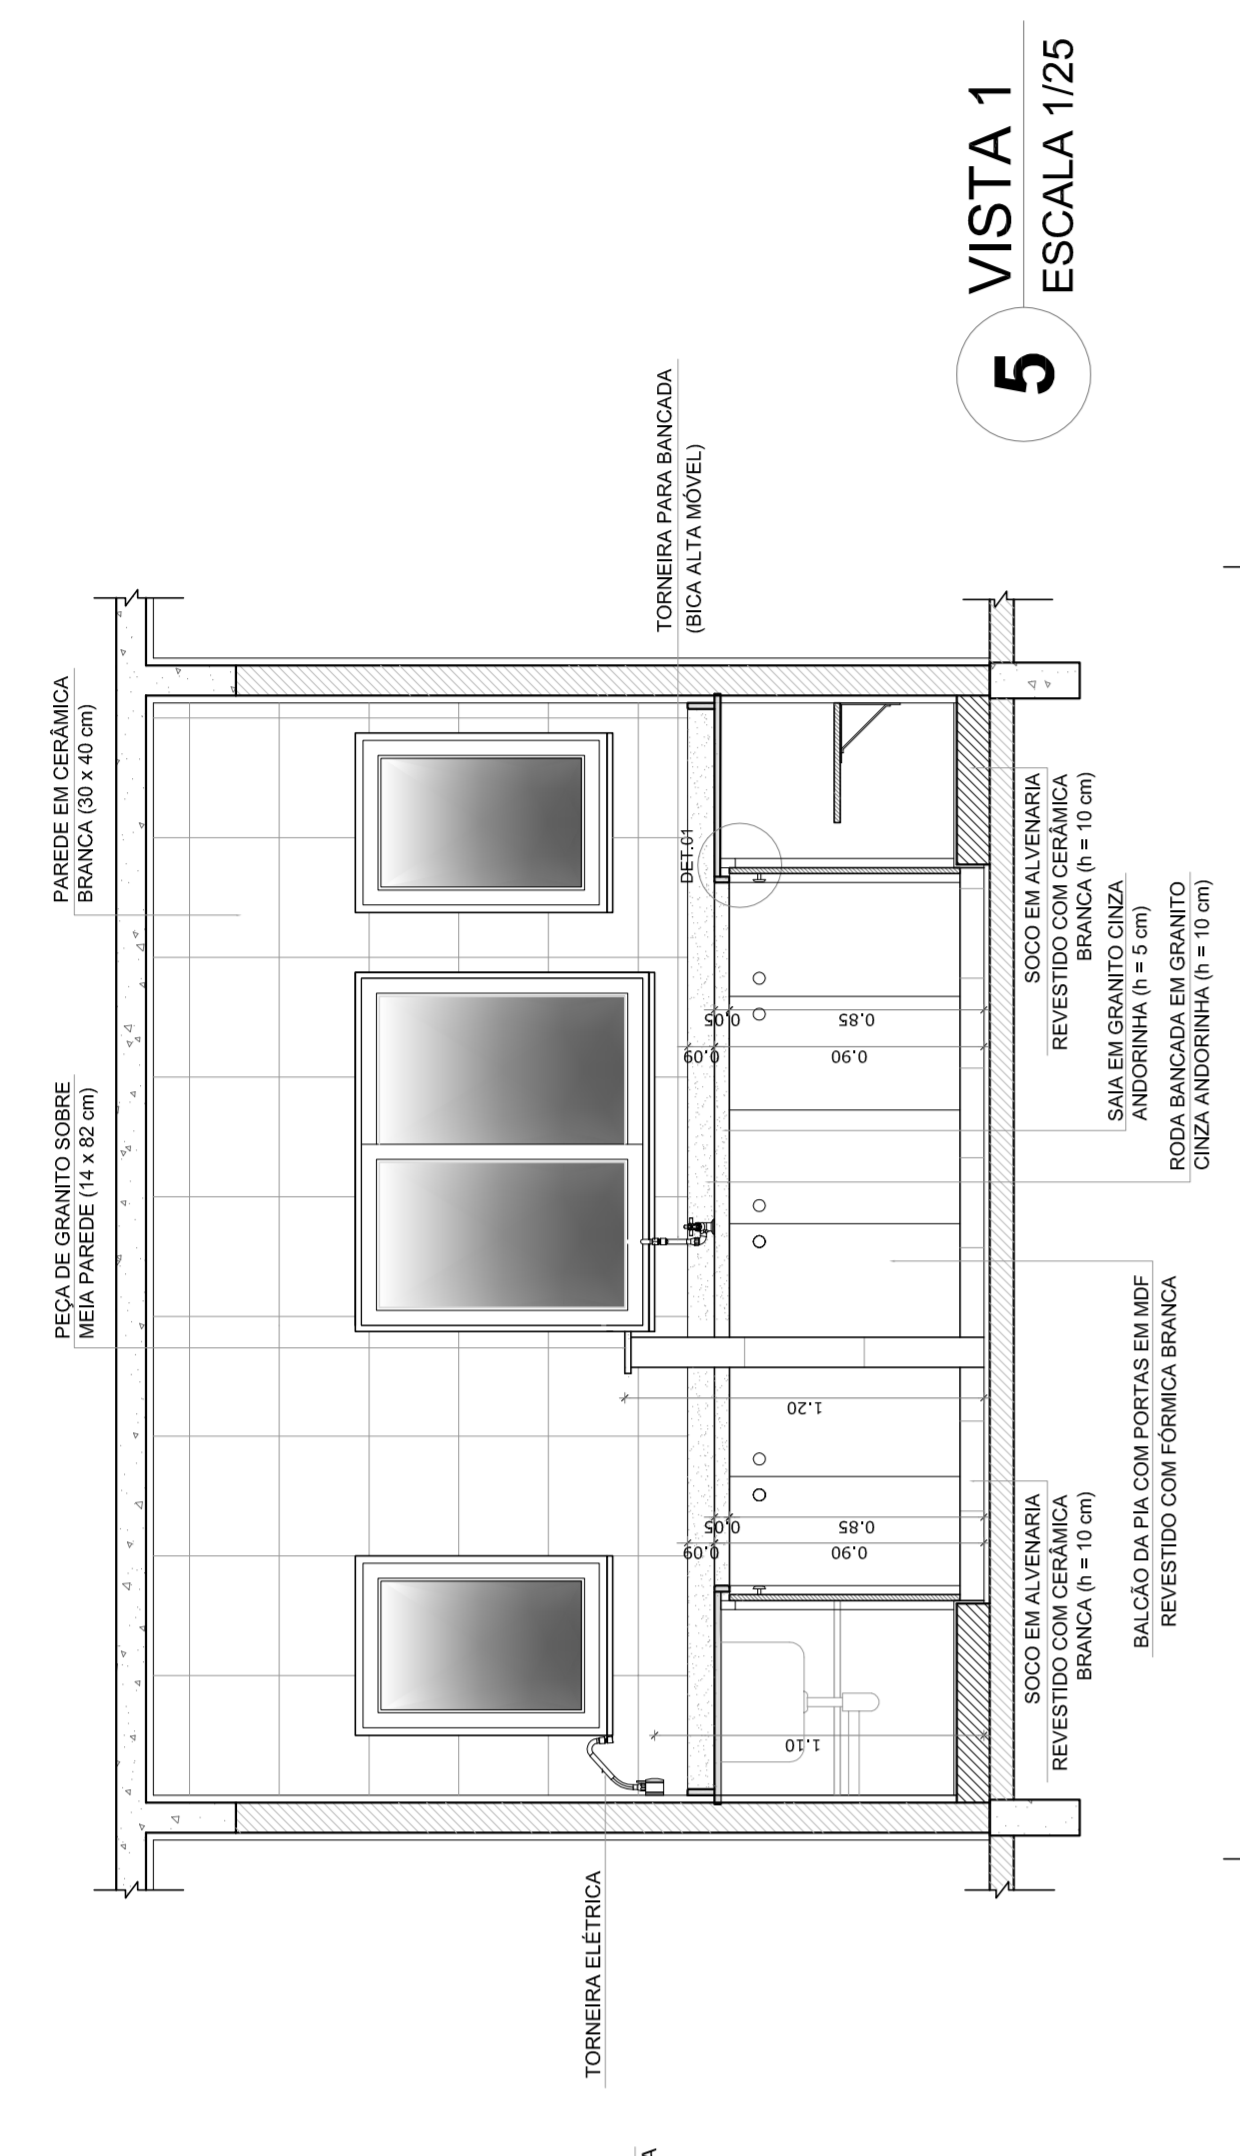 PEÇA DE GRANITO SOBRE
MEIA PAREDE (14 x 82 cm)
PAREDE EM CERÂMICA
BRANCA (30 x 40 cm)
TORNEIRA ELÉTRICA
TORNEIRA PARA BANCADA
(BICA ALTA MÓVEL)
DET.01
1.10
0.09
0.90
0.05
0.85
1.20
0.09
0.90
0.05
0.85
SOCO EM ALVENARIA
REVESTIDO COM CERÂMICA
BRANCA (h = 10 cm)
BALCÃO DA PIA COM PORTAS EM MDF
REVESTIDO COM FÓRMICA BRANCA
SOCO EM ALVENARIA
REVESTIDO COM CERÂMICA
BRANCA (h = 10 cm)
SAIA EM GRANITO CINZA
ANDORINHA (h = 5 cm)
RODA BANCADA EM GRANITO
CINZA ANDORINHA (h = 10 cm)
5
VISTA 1
ESCALA 1/25